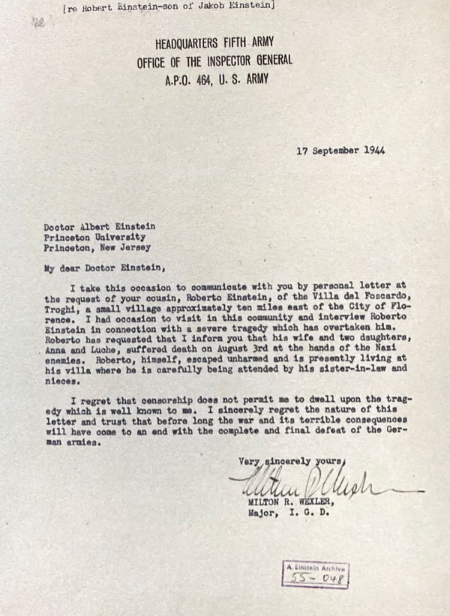 [re Robert Einstein-son of Jakob Einstein]
HEADQUARTERS FIFTH ARMY
OFFICE OF THE INSPECTOR GENERAL
A.P.O. 464, U. S. ARMY
17 September 1944
Doctor Albert Einstein
Princeton University
Princeton, New Jersey
My dear Doctor Einstein,
I take this occasion to communicate with you by personal letter at
the request of your cousin, Roberto Einstein, of the Villa del Foscardo,
Troghi, a small village approximately ten miles east of the City of Flo-
rence. I had occasion to visit in this community and interview Roberto
Einstein in connection with a severe tragedy which has overtaken him.
Roberto has requested that I inform you that his wife and two daughters,
Anna and Luche, suffered death on August 3rd at the hands of the Nazi
enemies. Roberto, himself, escaped unharmed and is presently living at
his villa where he is carefully being attended by his sister-in-law and
nieces.
I regret that censorship does not permit me to dwell upon the trag-
edy which is well known to me. I sincerely regret the nature of this
letter and trust that before long the war and its terrible consequences
will have come to an end with the complete and final defeat of the Ger-
man armies.
Very sincerely yours,
MILTON R. WEXLER,
Major, I. G. D.
A. Einstein Archive
55-048